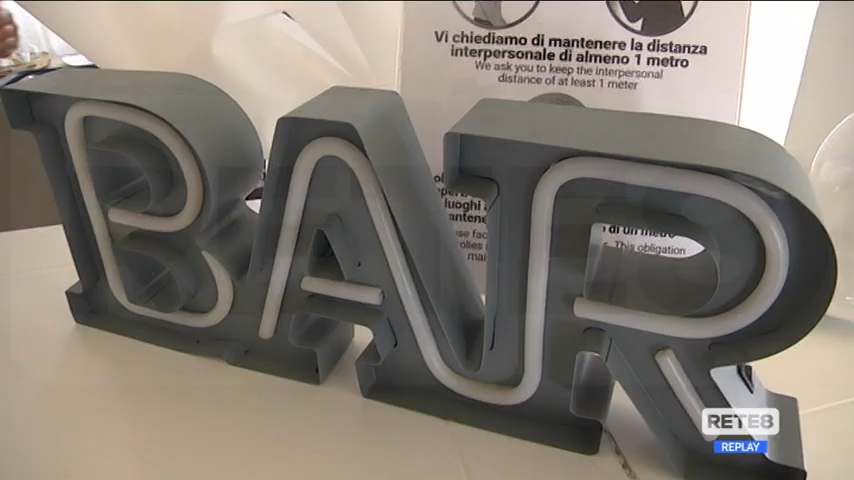 Vi chiediamo di mantenere la distanza
interpersonale di almeno 1 metro
We ask you to keep the interpersonal
distance of at least 1 meter
BAR
luoghi
di un metro
This obligation
RETE8
REPLAY